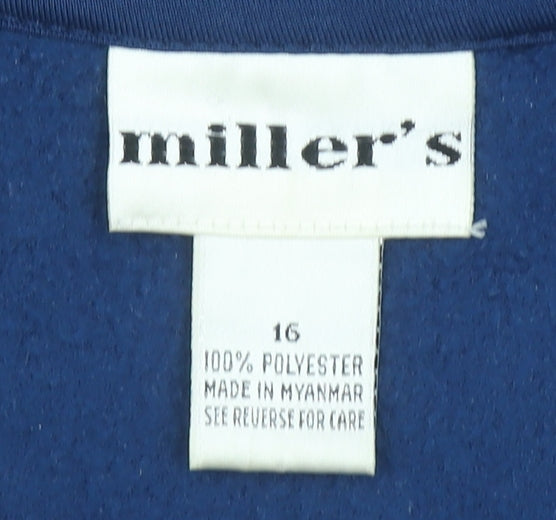 miller's
16
100% POLYESTER
MADE IN MYANMAR
SEE REVERSE FOR CARE